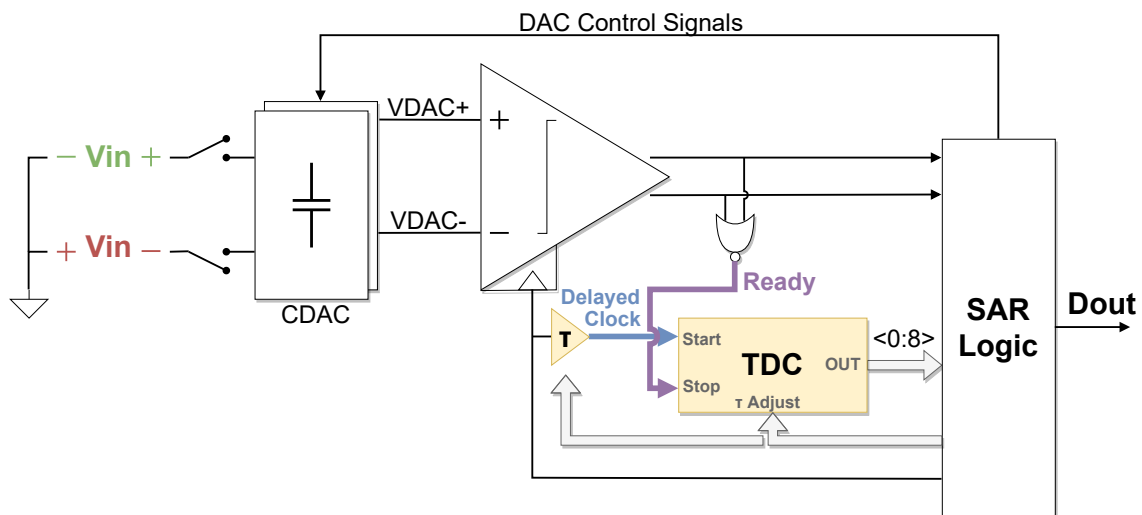 DAC Control Signals
VDAC+
+
− Vin +
VDAC-
−
+ Vin −
CDAC
Ready
Delayed
Clock
τ
Start
TDC
OUT
Stop
τ Adjust
<0:8>
SAR
Logic
Dout